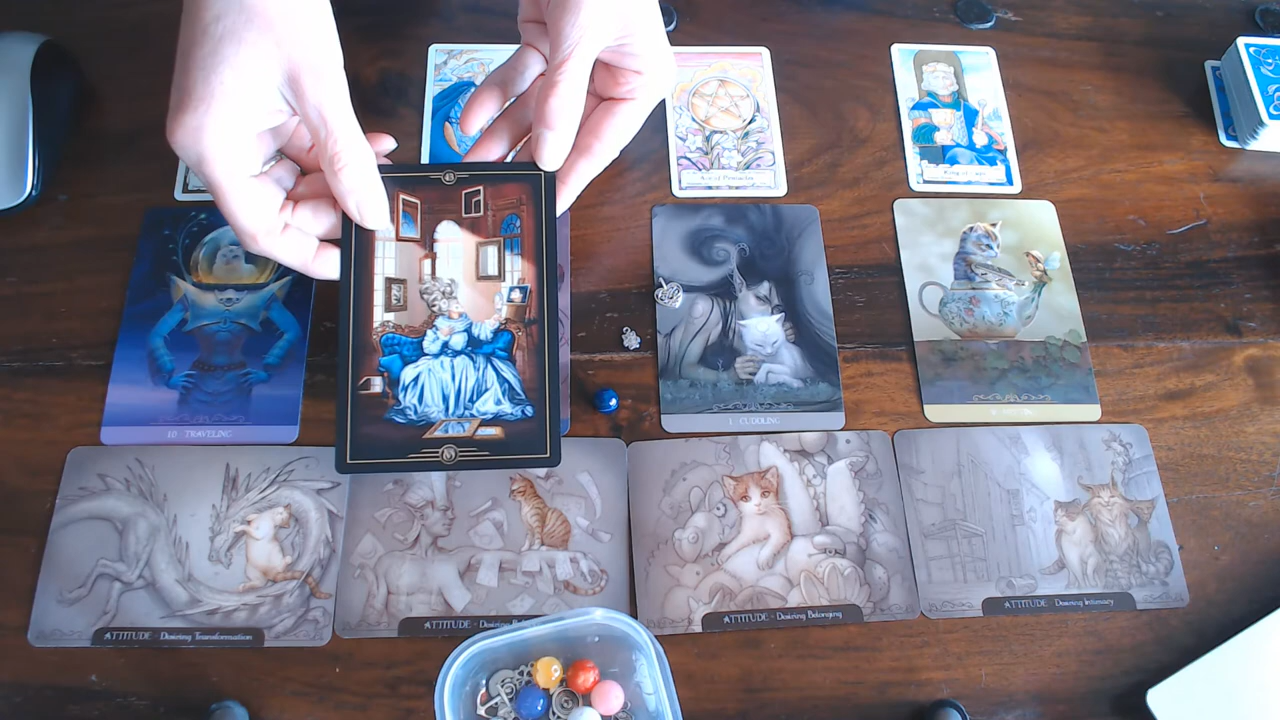 Ace of Pentacles
King of Cups
43
10 · TRAVELING
1 · CUDDLING
ATTITUDE - Desiring Transformation
ATTITUDE - Desiring
ATTITUDE - Desiring Belonging
ATTITUDE - Desiring Intimacy